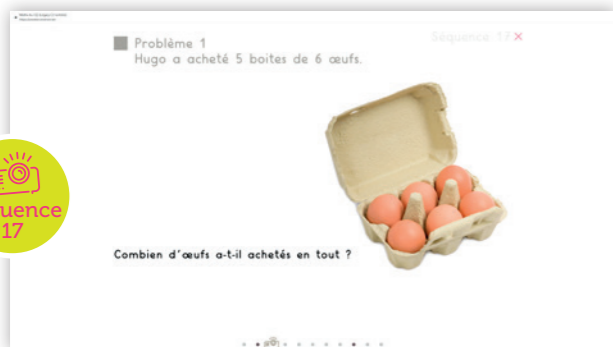 Séquence 17 ×
Problème 1
Hugo a acheté 5 boites de 6 œufs.
uence
17
Combien d'œufs a-t-il achetés en tout ?